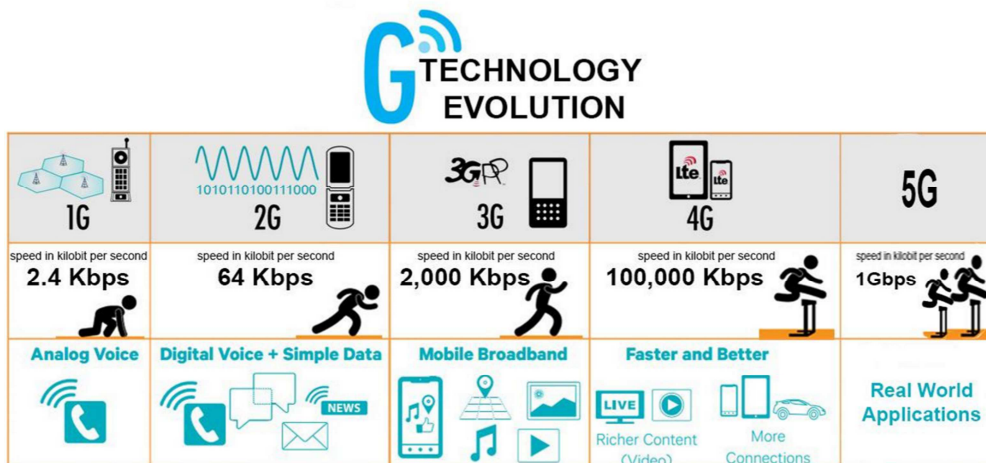 G TECHNOLOGY
EVOLUTION
1G
1010110100111000
2G
3GPP
3G
Lte Lte
4G
5G
speed in kilobit per second
2.4 Kbps
speed in kilobit per second
64 Kbps
speed in kilobit per second
2,000 Kbps
speed in kilobit per second
100,000 Kbps
speed in kilobit per second
1Gbps
Analog Voice
Digital Voice + Simple Data
NEWS
Mobile Broadband
Faster and Better
LIVE
Richer Content
(Video)
More
Connections
Real World
Applications